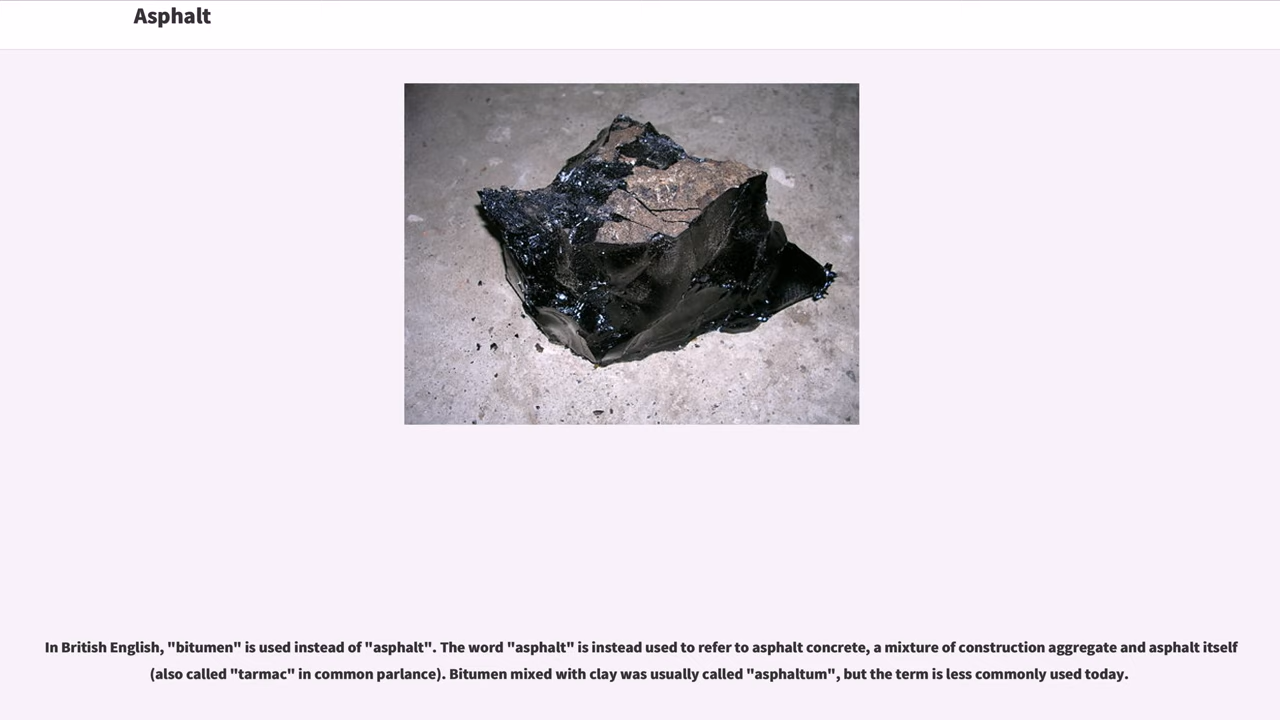 Asphalt
In British English, "bitumen" is used instead of "asphalt". The word "asphalt" is instead used to refer to asphalt concrete, a mixture of construction aggregate and asphalt itself
(also called "tarmac" in common parlance). Bitumen mixed with clay was usually called "asphaltum", but the term is less commonly used today.